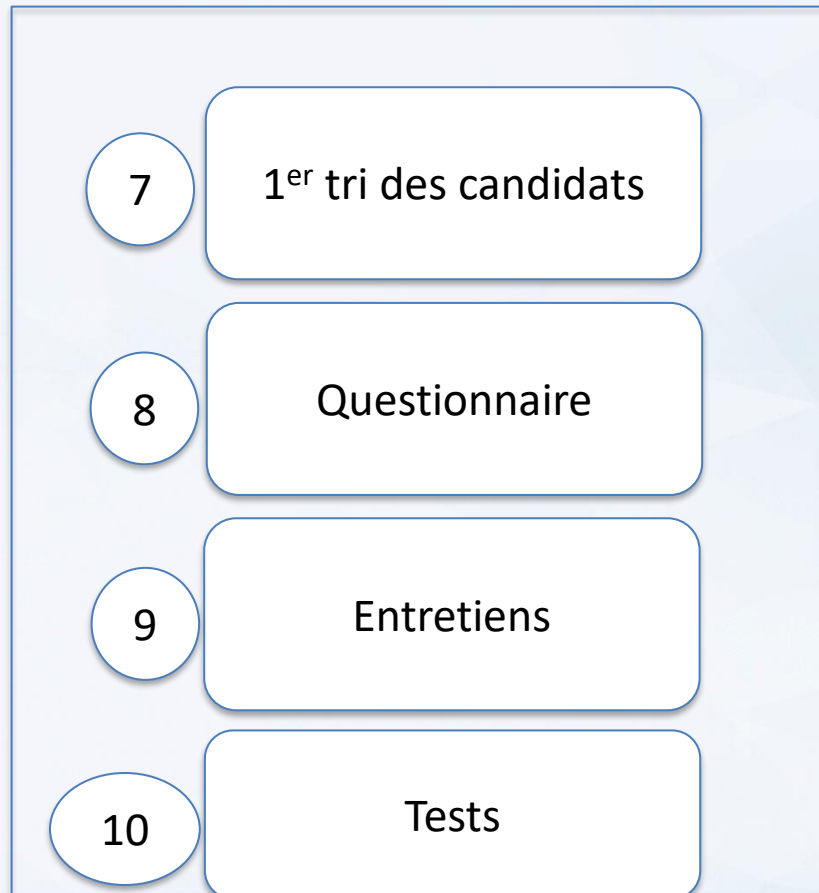 7
1er tri des candidats
8
Questionnaire
9
Entretiens
10
Tests